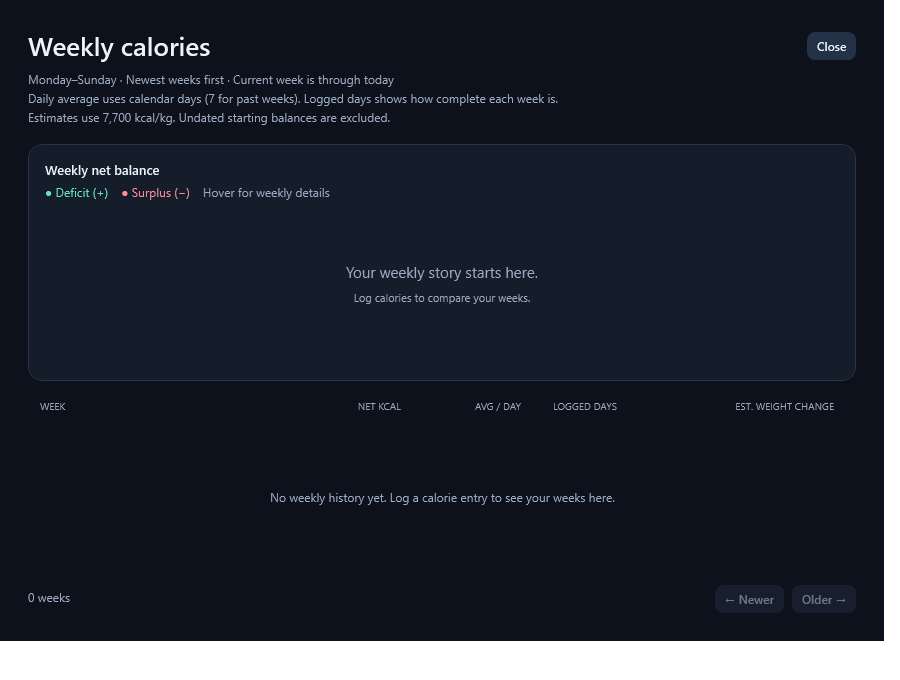 Weekly calories
Close
Monday–Sunday · Newest weeks first · Current week is through today
Daily average uses calendar days (7 for past weeks). Logged days shows how complete each week is.
Estimates use 7,700 kcal/kg. Undated starting balances are excluded.
Weekly net balance
● Deficit (+) ● Surplus (−) Hover for weekly details
Your weekly story starts here.
Log calories to compare your weeks.
WEEK NET KCAL AVG / DAY LOGGED DAYS EST. WEIGHT CHANGE
No weekly history yet. Log a calorie entry to see your weeks here.
0 weeks
← Newer Older →